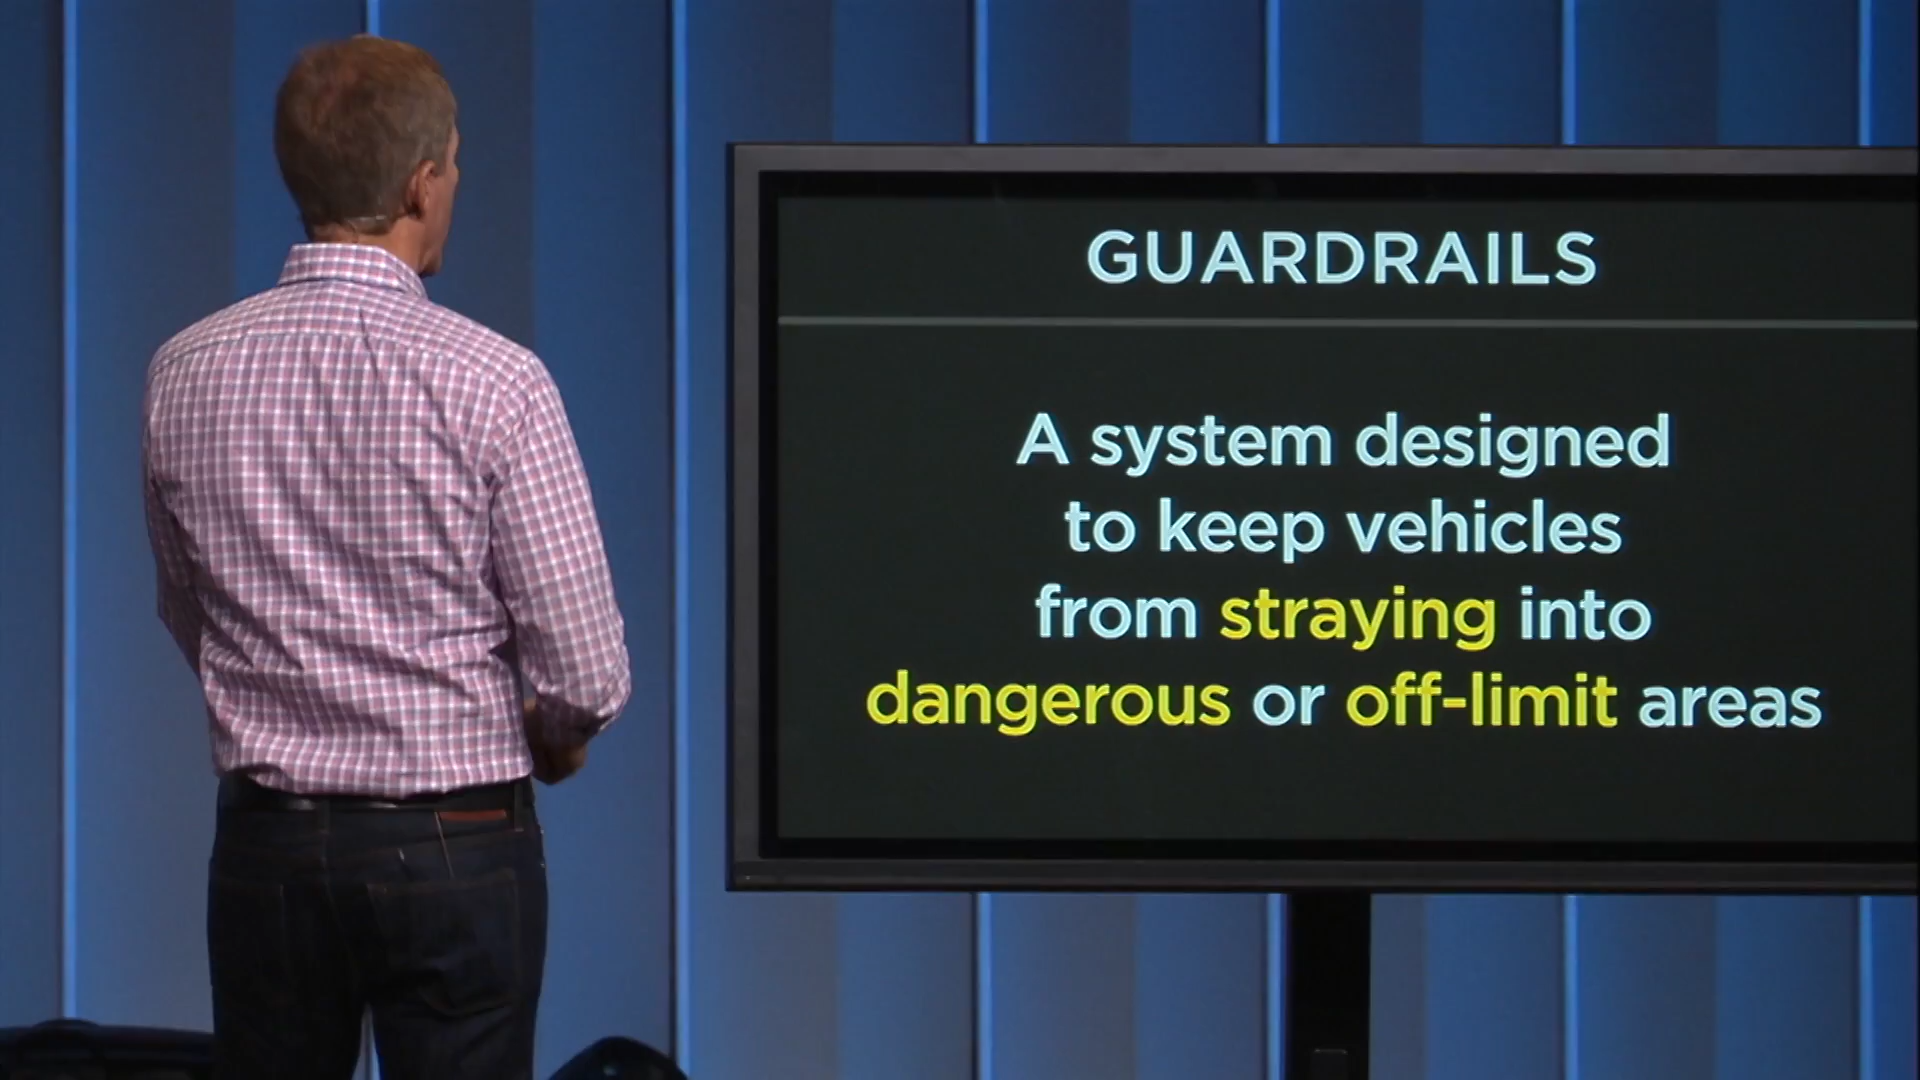 GUARDRAILS
A system designed
to keep vehicles
from straying into
dangerous or off-limit areas